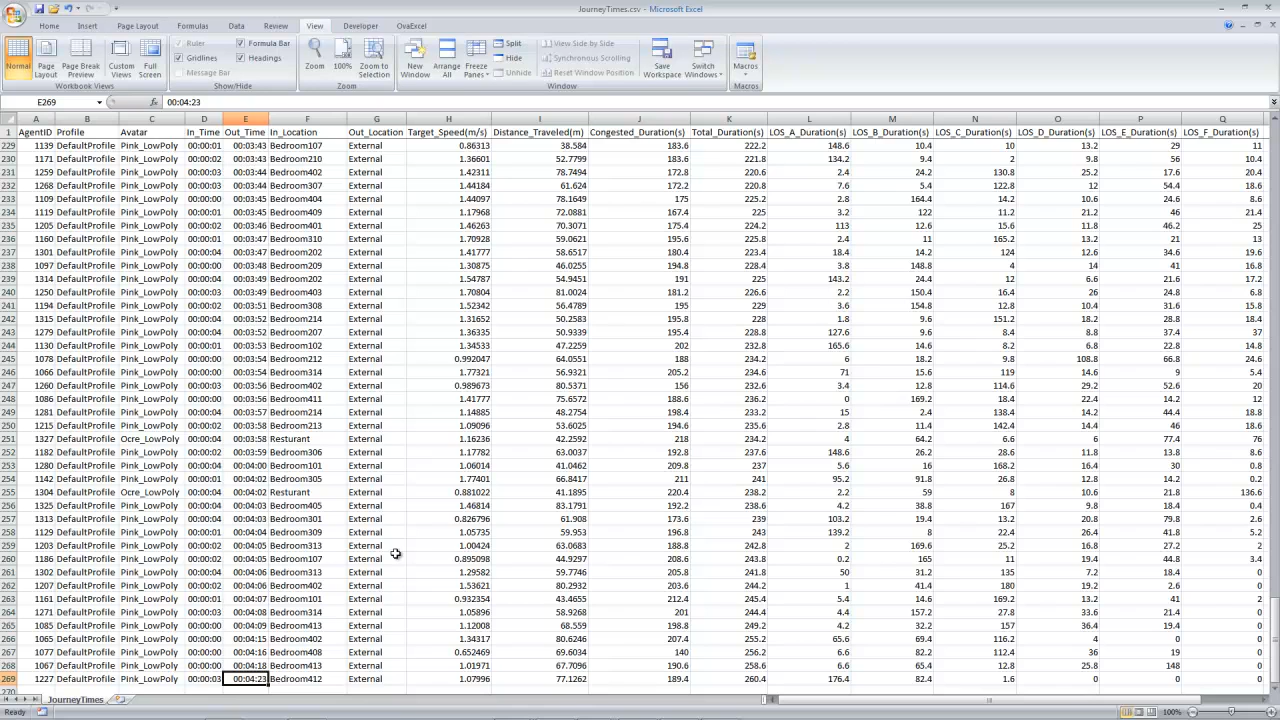 JourneyTimes.csv - Microsoft Excel
Home Insert Page Layout Formulas Data Review View Developer OvaExcel
Normal Page Layout Page Break Preview Custom Views Full Screen Ruler Formula Bar Gridlines Headings Message Bar Zoom 100% Zoom to Selection New Window Arrange All Freeze Panes Split Hide Unhide View Side by Side Synchronous Scrolling Reset Window Position Save Workspace Switch Windows Macros
Workbook Views Show/Hide Zoom Window Macros
E269 fx 00:04:23
A B C D E F G H I J K L M N O P Q
1 AgentID Profile Avatar In_Time Out_Time In_Location Out_Location Target_Speed(m/s) Distance_Traveled(m) Congested_Duration(s) Total_Duration(s) LOS_A_Duration(s) LOS_B_Duration(s) LOS_C_Duration(s) LOS_D_Duration(s) LOS_E_Duration(s) LOS_F_Duration(s)
229 1139 DefaultProfile Pink_LowPoly 00:00:01 00:03:43 Bedroom107 External 0.86313 38.584 183.6 222.2 148.6 10.4 10 13.2 29 11
230 1171 DefaultProfile Pink_LowPoly 00:00:02 00:03:43 Bedroom210 External 1.36601 52.7799 183.6 221.8 134.2 9.4 2 9.8 56 10.4
231 1259 DefaultProfile Pink_LowPoly 00:00:03 00:03:44 Bedroom402 External 1.42311 78.7494 172.8 220.6 2.4 24.2 130.8 25.2 17.6 20.4
232 1268 DefaultProfile Pink_LowPoly 00:00:03 00:03:44 Bedroom307 External 1.44184 61.624 172.2 220.8 7.6 5.4 122.8 12 54.4 18.6
233 1109 DefaultProfile Pink_LowPoly 00:00:00 00:03:45 Bedroom404 External 1.44097 78.1649 175 225.2 2.8 164.4 14.2 10.6 24.6 8.6
234 1119 DefaultProfile Pink_LowPoly 00:00:00 00:03:45 Bedroom409 External 1.17968 72.0881 167.4 225 3.2 122 11.2 21.2 46 21.4
235 1205 DefaultProfile Pink_LowPoly 00:00:02 00:03:46 Bedroom401 External 1.46263 70.3071 175.4 224.2 113 12.6 15.6 11.8 46.2 25
236 1160 DefaultProfile Pink_LowPoly 00:00:01 00:03:47 Bedroom310 External 1.70928 59.0621 195.6 225.8 2.4 11 165.2 13.2 21 13
237 1301 DefaultProfile Pink_LowPoly 00:00:04 00:03:47 Bedroom202 External 1.41777 58.6517 180.4 223.4 18.4 14.2 124 12.6 34.6 19.6
238 1097 DefaultProfile Pink_LowPoly 00:00:00 00:03:48 Bedroom209 External 1.30875 46.0255 194.8 228.4 3.8 148.8 4 14 41 16.8
239 1314 DefaultProfile Pink_LowPoly 00:00:04 00:03:49 Bedroom202 External 1.54787 54.9451 191 225 143.2 24.4 12 6.6 21.6 17.2
240 1250 DefaultProfile Pink_LowPoly 00:00:03 00:03:49 Bedroom403 External 1.70804 81.0024 181.2 226.6 2.2 150.4 16.4 26 24.8 6.8
241 1194 DefaultProfile Pink_LowPoly 00:00:02 00:03:51 Bedroom308 External 1.52342 56.4789 195 229 3.6 154.8 12.8 10.4 31.6 15.8
242 1315 DefaultProfile Pink_LowPoly 00:00:04 00:03:52 Bedroom214 External 1.31652 50.2583 195.8 228 1.8 9.6 151.2 18.2 28.8 18.4
243 1279 DefaultProfile Pink_LowPoly 00:00:04 00:03:52 Bedroom207 External 1.36335 50.9339 195.4 228.8 127.6 10.4 8.4 8.8 37.4 37
244 1130 DefaultProfile Pink_LowPoly 00:00:01 00:03:53 Bedroom102 External 1.34533 47.2259 202 232.8 165.6 14.6 8.2 6.8 22.8 14.8
245 1078 DefaultProfile Pink_LowPoly 00:00:00 00:03:54 Bedroom212 External 0.992047 64.0551 188 234.2 6 18.2 9.8 108.8 66.8 24.6
246 1066 DefaultProfile Pink_LowPoly 00:00:00 00:03:54 Bedroom314 External 1.77321 56.9321 205.2 234.6 71 15.6 119 14.6 9 5.4
247 1260 DefaultProfile Pink_LowPoly 00:00:03 00:03:56 Bedroom402 External 0.989673 80.5371 156 232.6 3.4 12.8 114.6 29.2 52.6 20
248 1188 DefaultProfile Pink_LowPoly 00:00:00 00:03:56 Bedroom411 External 1.41777 75.6572 174.8 236.2 0 169.2 18.4 22.4 14.2 12
249 1281 DefaultProfile Pink_LowPoly 00:00:04 00:03:57 Bedroom214 External 1.14885 48.2754 198.4 233.2 15 2.4 138.4 14.2 44.4 18.8
250 1215 DefaultProfile Pink_LowPoly 00:00:02 00:03:58 Bedroom213 External 1.09096 53.6025 194.6 235.6 2.8 11.4 142.4 14.4 46 18.6
251 1327 DefaultProfile Ocre_LowPoly 00:00:04 00:03:58 Resturant External 1.16236 42.2592 218 234.2 4 64.2 6.6 6 77.4 76
252 1182 DefaultProfile Pink_LowPoly 00:00:02 00:03:59 Bedroom306 External 1.17782 63.0037 192.8 237.6 148.6 26.2 28.6 12.8 15.6 5.8
253 1280 DefaultProfile Pink_LowPoly 00:00:04 00:04:00 Bedroom101 External 1.06014 41.0462 209.8 237 5.6 16 168.2 16.4 30 0.8
254 1142 DefaultProfile Pink_LowPoly 00:00:01 00:04:02 Bedroom305 External 1.77401 66.8417 211 241 95.2 91.8 26.8 12.8 14.2 0.2
255 1304 DefaultProfile Ocre_LowPoly 00:00:04 00:04:02 Resturant External 0.881022 41.1895 220.4 238.2 2.2 59 8 10.6 21.8 136.6
256 1325 DefaultProfile Pink_LowPoly 00:00:04 00:04:03 Bedroom405 External 1.46814 83.1791 192.2 238.6 4.2 38.8 167 9.8 18.4 0.4
257 1313 DefaultProfile Pink_LowPoly 00:00:04 00:04:03 Bedroom301 External 0.826796 61.908 173.6 239 103.2 19.4 13.2 20.8 79.8 2.6
258 1129 DefaultProfile Pink_LowPoly 00:00:01 00:04:04 Bedroom309 External 1.05735 59.953 196.8 243 139.2 8 22.4 26.4 41.8 5.2
259 1203 DefaultProfile Pink_LowPoly 00:00:02 00:04:05 Bedroom313 External 1.00424 63.0683 188.8 242.8 2 169.6 25.2 16.8 27.2 2
260 1186 DefaultProfile Pink_LowPoly 00:00:02 00:04:05 Bedroom107 External 0.895098 44.9297 208.6 243.8 0.2 165 11 19.4 44.8 3.4
261 1302 DefaultProfile Pink_LowPoly 00:00:04 00:04:06 Bedroom313 External 1.29582 59.7746 205.8 241.8 50 31.2 135 7.2 18.4 0
262 1207 DefaultProfile Pink_LowPoly 00:00:02 00:04:06 Bedroom402 External 1.53621 80.2932 203.6 244.2 1 41.4 180 19.2 2.6 0
263 1161 DefaultProfile Pink_LowPoly 00:00:01 00:04:07 Bedroom101 External 0.932354 43.4655 212.4 245.4 5.4 14.6 169.2 13.2 41 2
264 1271 DefaultProfile Pink_LowPoly 00:00:03 00:04:08 Bedroom314 External 1.05896 58.9268 201 244.4 4.4 157.2 27.8 33.6 21.4 0
265 1085 DefaultProfile Pink_LowPoly 00:00:00 00:04:09 Bedroom413 External 1.12008 68.559 198.8 249.2 4.2 32.2 157 36.4 19.4 0
266 1065 DefaultProfile Pink_LowPoly 00:00:00 00:04:15 Bedroom402 External 1.34317 80.6246 207.4 255.2 65.6 69.4 116.2 4 0 0
267 1077 DefaultProfile Pink_LowPoly 00:00:00 00:04:16 Bedroom408 External 0.652469 69.6034 140 256.2 6.6 82.2 112.4 36 19 0
268 1067 DefaultProfile Pink_LowPoly 00:00:00 00:04:18 Bedroom413 External 1.01971 67.7096 190.6 258.6 6.6 65.4 12.8 25.8 148 0
269 1227 DefaultProfile Pink_LowPoly 00:00:03 00:04:23 Bedroom412 External 1.07996 77.1262 189.4 260.4 176.4 82.4 1.6 0 0 0
270
JourneyTimes
Ready 100%